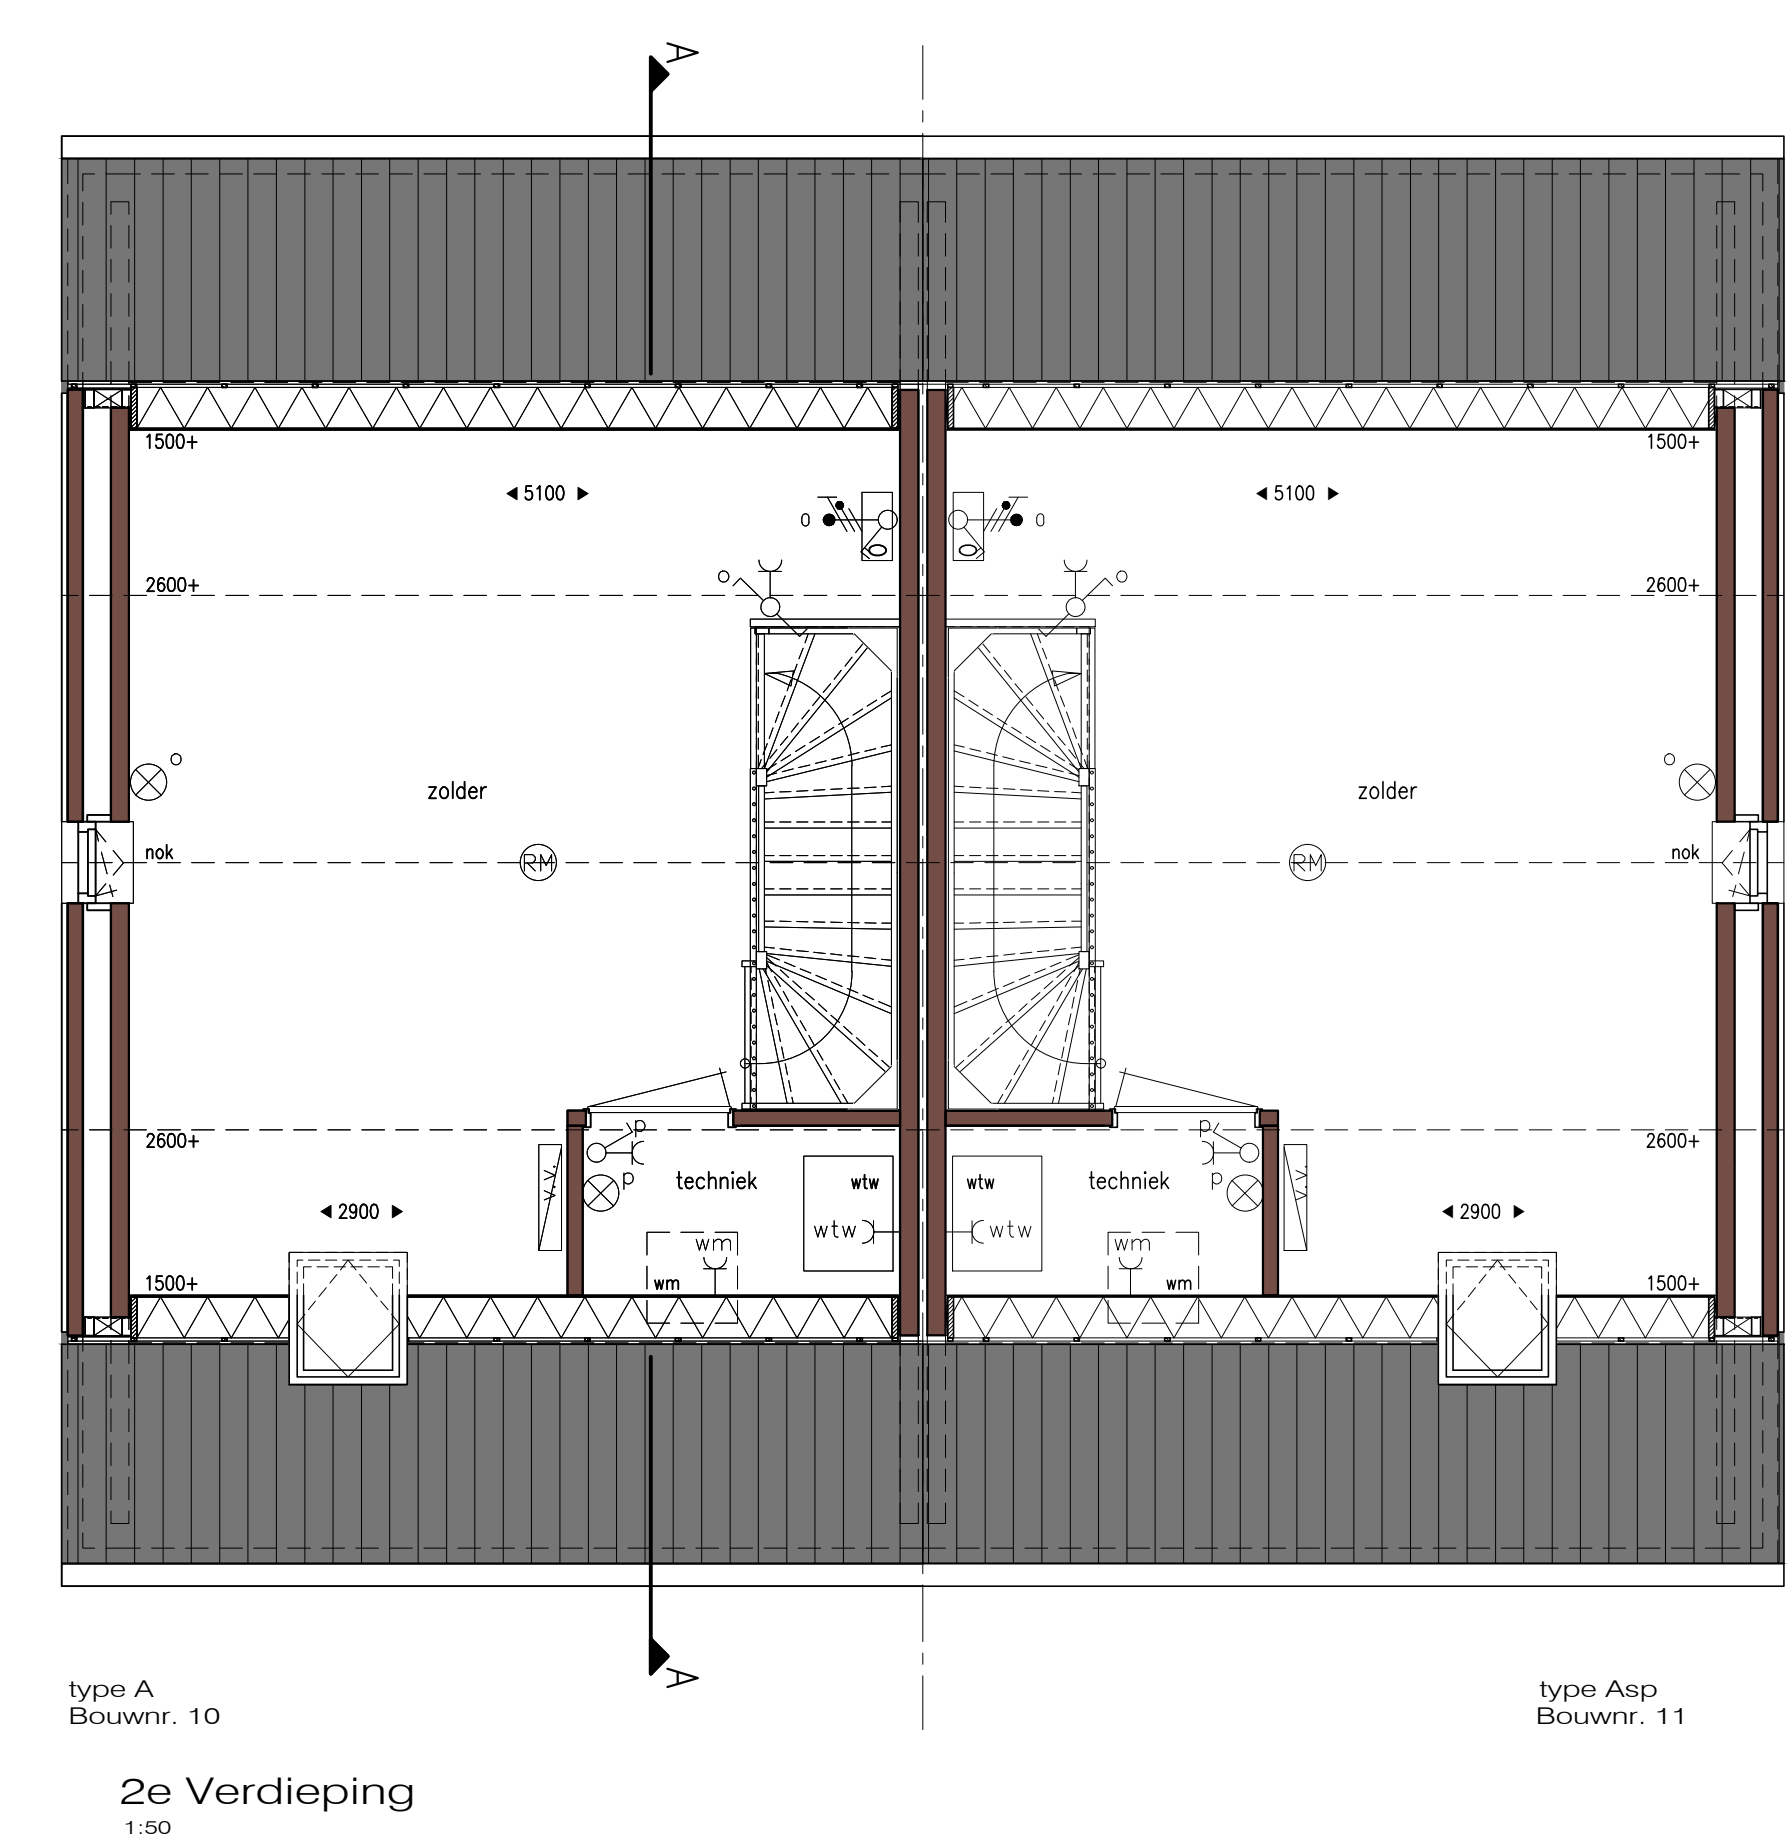 A
1500+ 1500+
◄ 5100 ► ◄ 5100 ►
o o
o o
2600+ 2600+
o o
zolder zolder
nok RM RM nok
2600+ p p 2600+
v.v. p techniek wtw wtw techniek p v.v.
◄ 2900 ► wtw wtw ◄ 2900 ►
wm wm
1500+ wm wm 1500+
A
type A type Asp
Bouwnr. 10 Bouwnr. 11
2e Verdieping
1:50